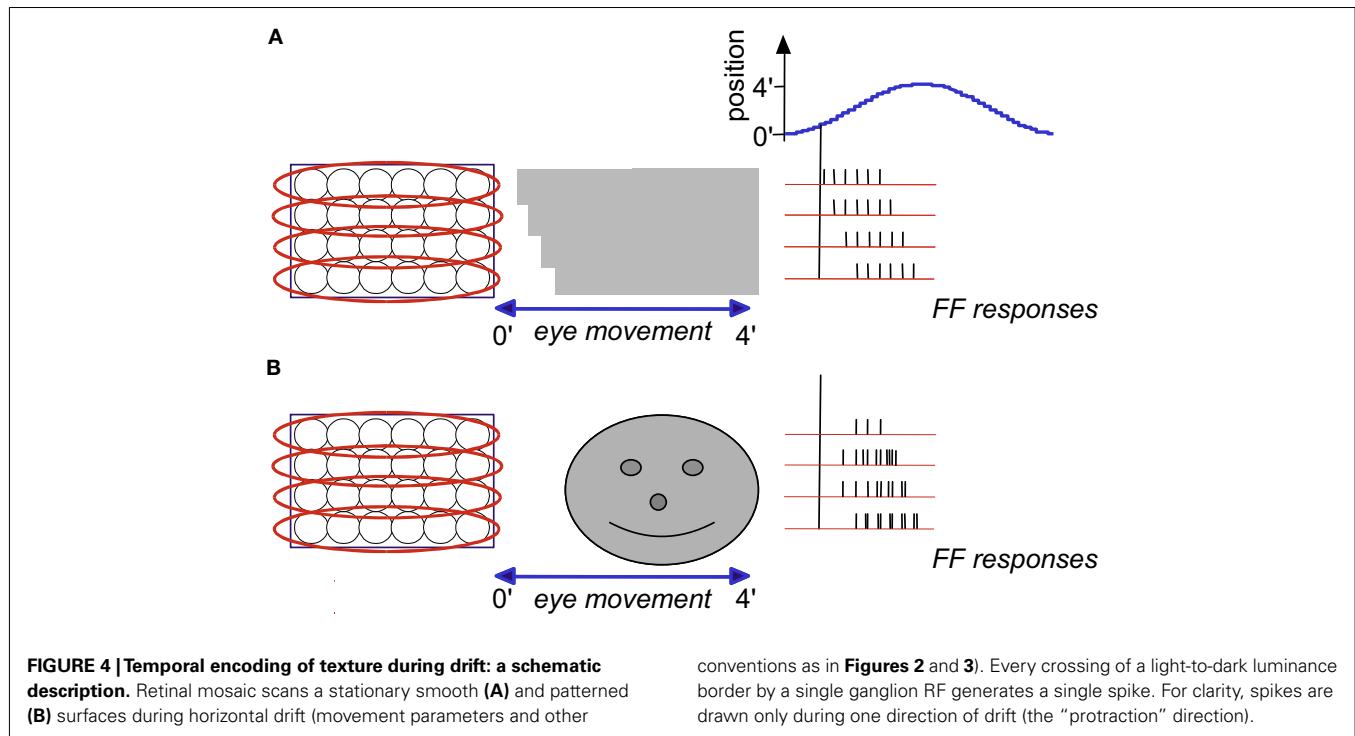 A
position
4'
0'
FF responses
0' eye movement 4'
B
FF responses
0' eye movement 4'
FIGURE 4 | Temporal encoding of texture during drift: a schematic
description. Retinal mosaic scans a stationary smooth (A) and patterned
(B) surfaces during horizontal drift (movement parameters and other
conventions as in Figures 2 and 3). Every crossing of a light-to-dark luminance
border by a single ganglion RF generates a single spike. For clarity, spikes are
drawn only during one direction of drift (the “protraction” direction).